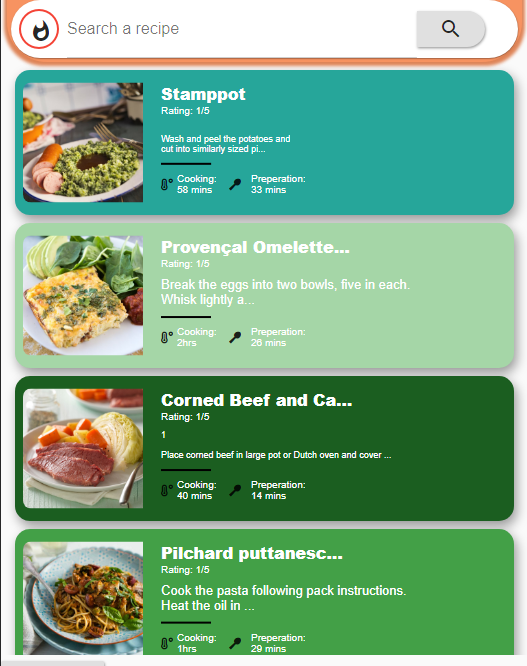 Search a recipe
Stamppot
Rating: 1/5
Wash and peel the potatoes and
cut into similarly sized pi...
Cooking:
58 mins
Preperation:
33 mins
Provençal Omelette...
Rating: 1/5
Break the eggs into two bowls, five in each.
Whisk lightly a...
Cooking:
2hrs
Preperation:
26 mins
Corned Beef and Ca...
Rating: 1/5
1
Place corned beef in large pot or Dutch oven and cover ...
Cooking:
40 mins
Preperation:
14 mins
Pilchard puttanesc...
Rating: 1/5
Cook the pasta following pack instructions.
Heat the oil in ...
Cooking:
1hrs
Preperation:
29 mins